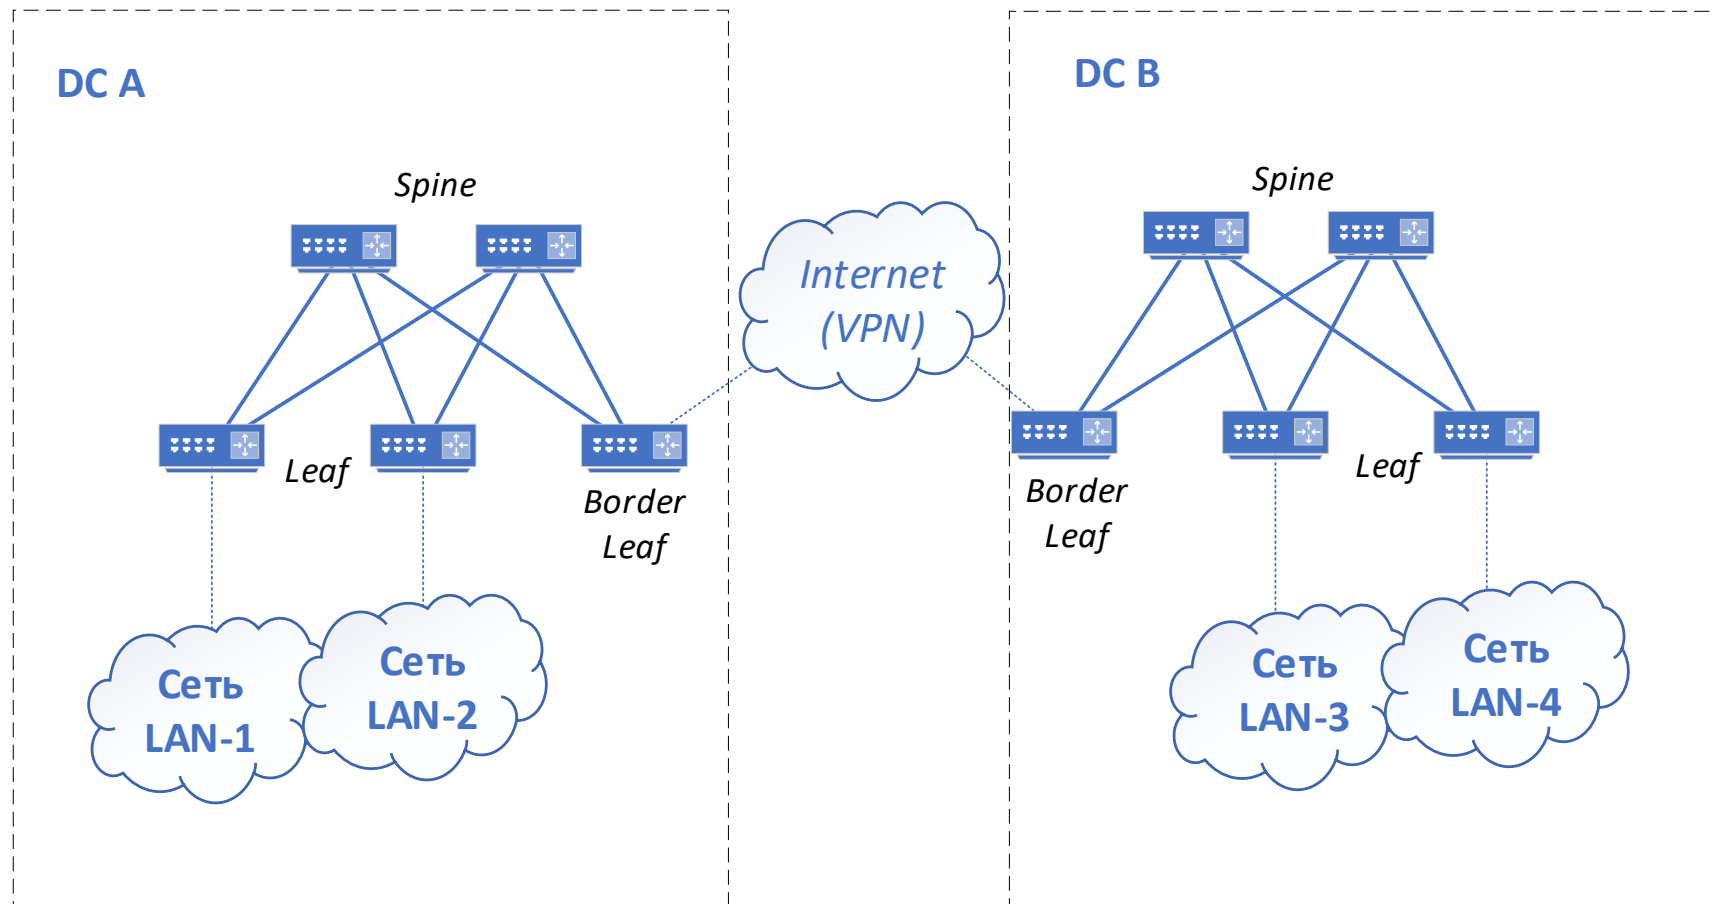 DC A
DC B
Spine
Spine
Internet
(VPN)
Leaf
Border
Leaf
Border
Leaf
Leaf
Сеть
LAN-1
Сеть
LAN-2
Сеть
LAN-3
Сеть
LAN-4